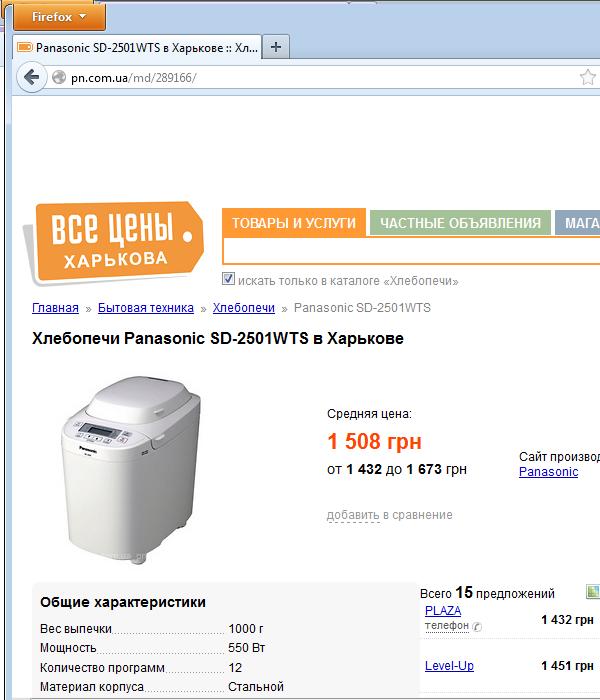 Firefox
Panasonic SD-2501WTS в Харькове :: Хл...
pn.com.ua/md/289166/
ВСЕ ЦЕНЫ
ХАРЬКОВА
ТОВАРЫ И УСЛУГИ
ЧАСТНЫЕ ОБЪЯВЛЕНИЯ
МАГА
искать только в каталоге «Хлебопечи»
Главная » Бытовая техника » Хлебопечи » Panasonic SD-2501WTS
Хлебопечи Panasonic SD-2501WTS в Харькове
Panasonic
Средняя цена:
1 508 грн
от 1 432 до 1 673 грн
Сайт производ
Panasonic
добавить в сравнение
Общие характеристики
Вес выпечки 1000 г
Мощность 550 Вт
Количество программ 12
Материал корпуса Стальной
Всего 15 предложений
PLAZA 1 432 грн
телефон
Level-Up 1 451 грн